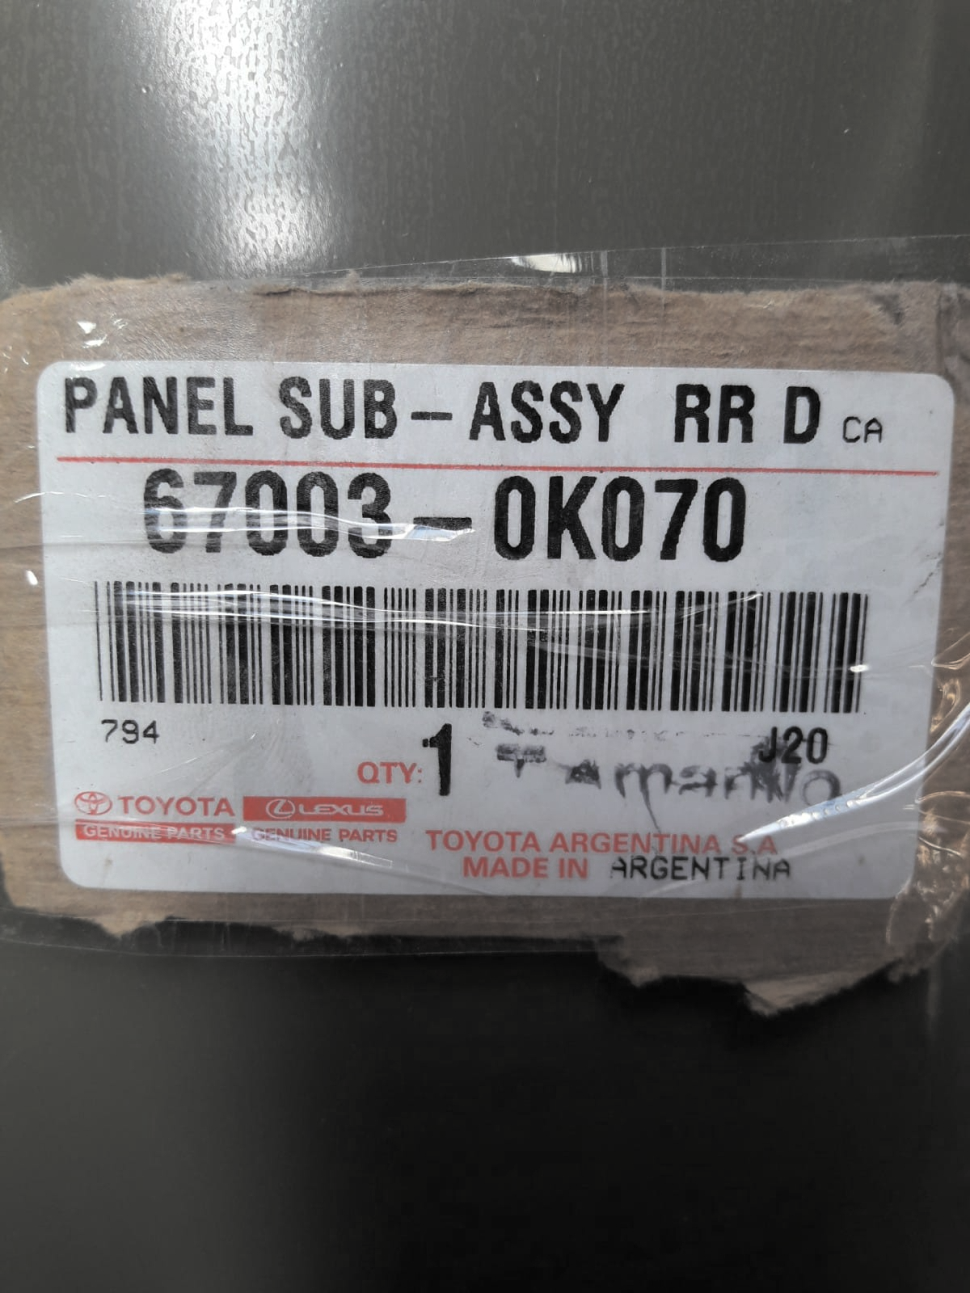 PANEL SUB-ASSY RR D CA
67003-0K070
794
J20
QTY: 1
TOYOTA LEXUS
GENUINE PARTS GENUINE PARTS
TOYOTA ARGENTINA S.A
MADE IN ARGENTINA